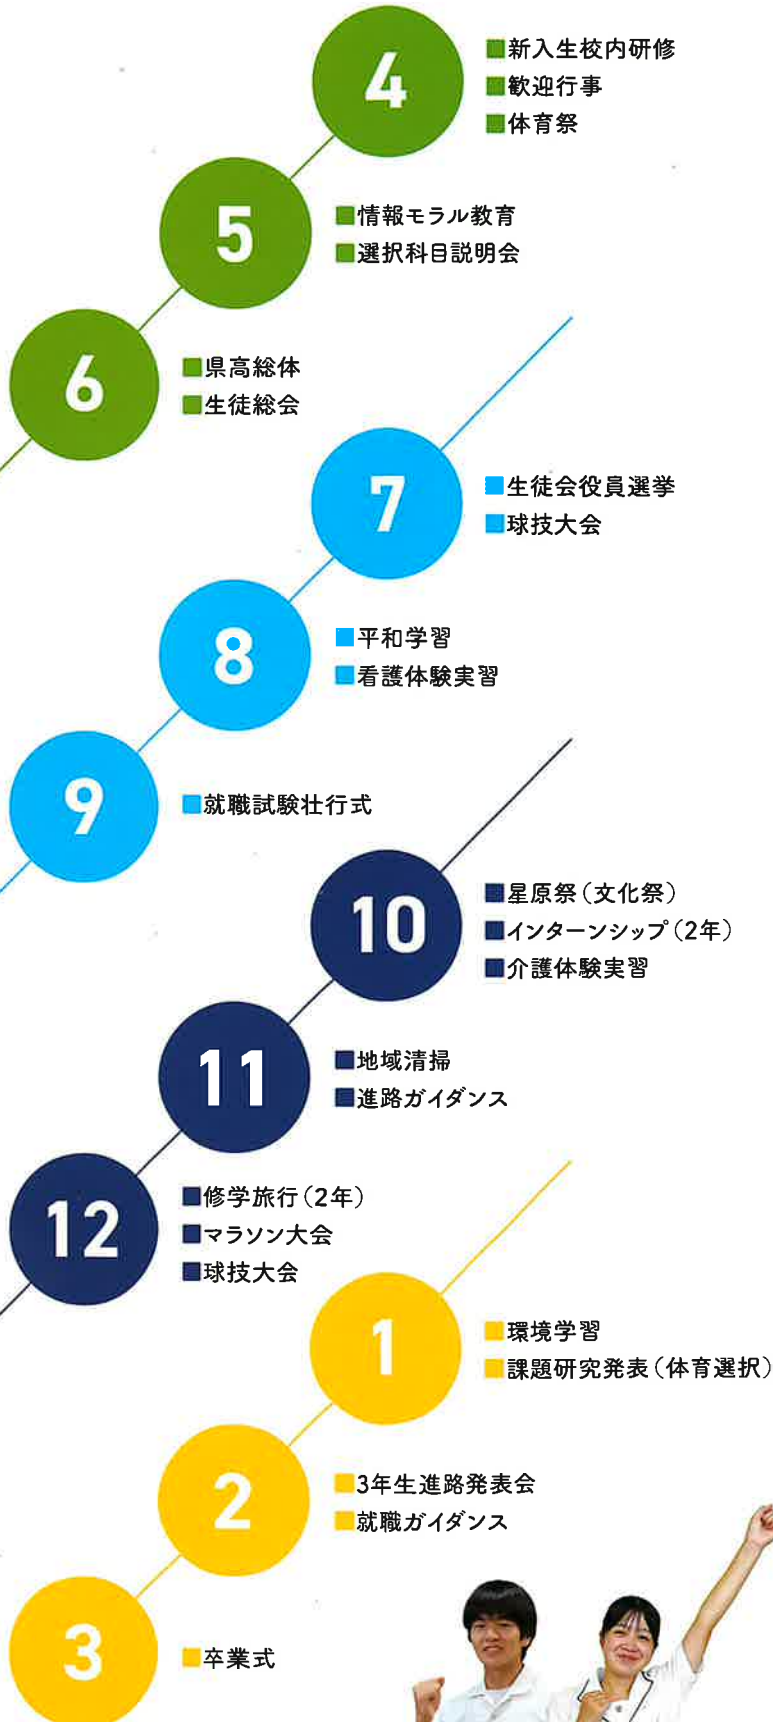 4
■新入生校内研修
■歓迎行事
■体育祭
5
■情報モラル教育
■選択科目説明会
6
■県高総体
■生徒総会
7
■生徒会役員選挙
■球技大会
8
■平和学習
■看護体験実習
9
■就職試験壮行式
10
■星原祭（文化祭）
■インターンシップ（2年）
■介護体験実習
11
■地域清掃
■進路ガイダンス
12
■修学旅行（2年）
■マラソン大会
■球技大会
1
■環境学習
■課題研究発表（体育選択）
2
■3年生進路発表会
■就職ガイダンス
3
■卒業式